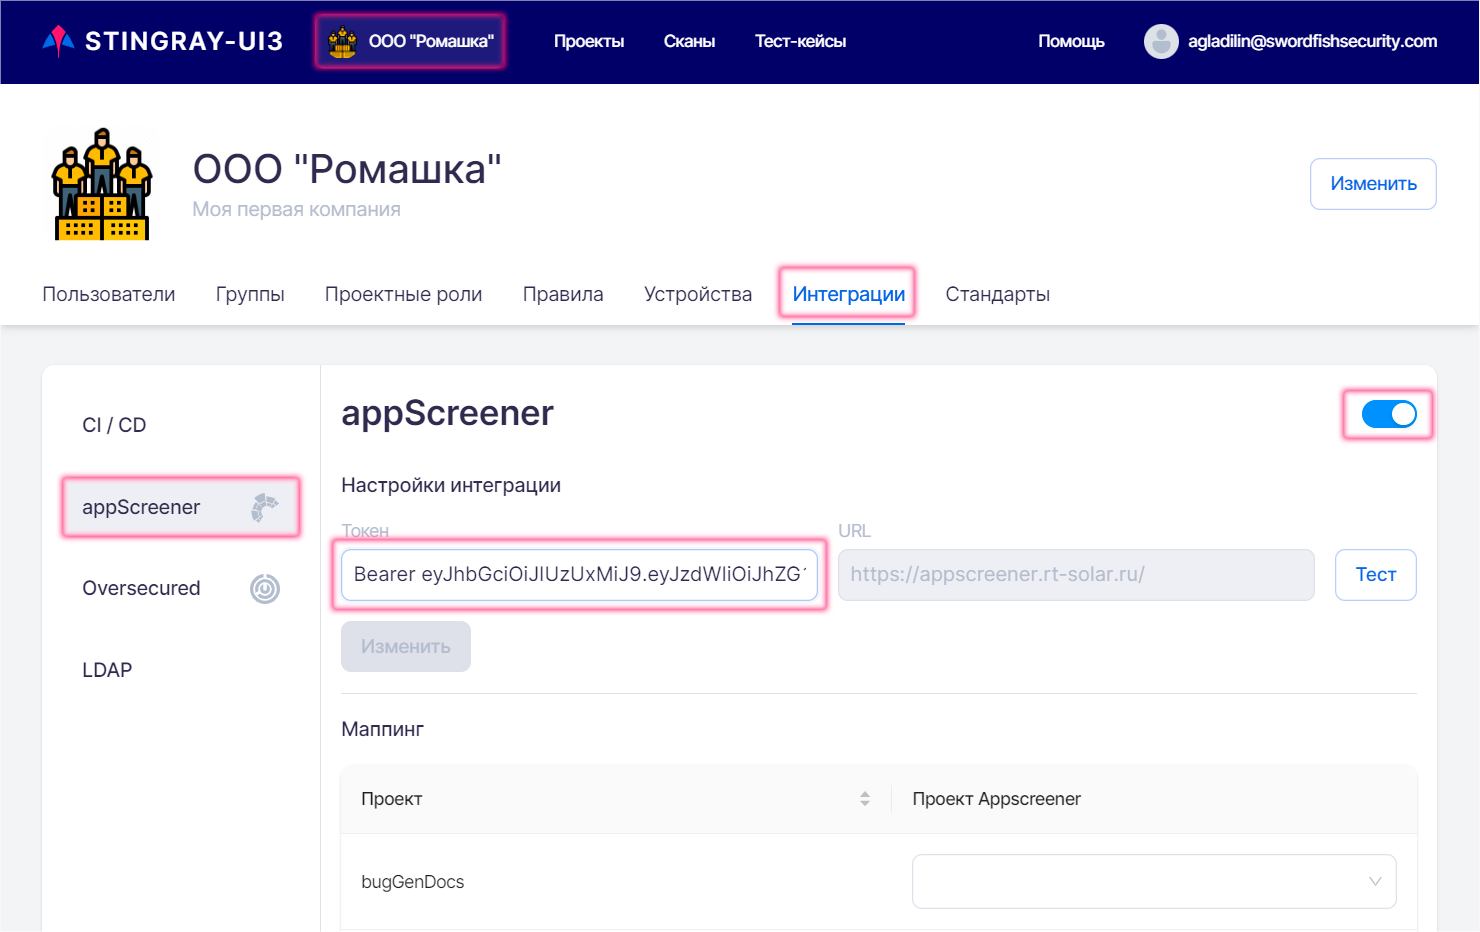 STINGRAY-UI3
ООО "Ромашка"
Проекты
Сканы
Тест-кейсы
Помощь
agladilin@swordfishsecurity.com
ООО "Ромашка"
Моя первая компания
Изменить
Пользователи
Группы
Проектные роли
Правила
Устройства
Интеграции
Стандарты
CI / CD
appScreener
Oversecured
LDAP
appScreener
Настройки интеграции
Токен
URL
Bearer eyJhbGciOiJIUzUxMiJ9.eyJzdWIiOiJhZG
https://appscreener.rt-solar.ru/
Тест
Изменить
Маппинг
Проект
Проект Appscreener
bugGenDocs